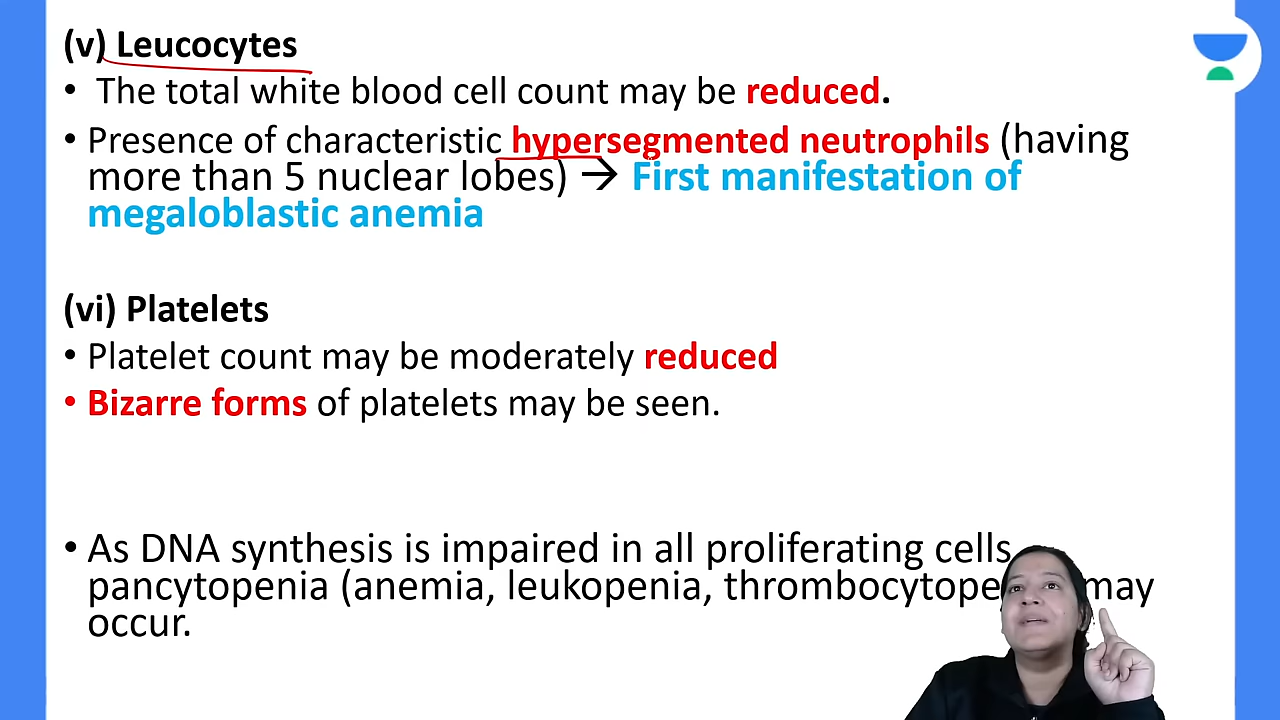 (v) Leucocytes
• The total white blood cell count may be reduced.
• Presence of characteristic hypersegmented neutrophils (having
more than 5 nuclear lobes) → First manifestation of
megaloblastic anemia
(vi) Platelets
• Platelet count may be moderately reduced
• Bizarre forms of platelets may be seen.
• As DNA synthesis is impaired in all proliferating cells
pancytopenia (anemia, leukopenia, may
occur.